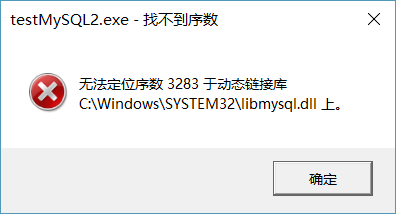 testMySQL2.exe - 找不到序数
无法定位序数 3283 于动态链接库
C:\Windows\SYSTEM32\libmysql.dll 上。
确定